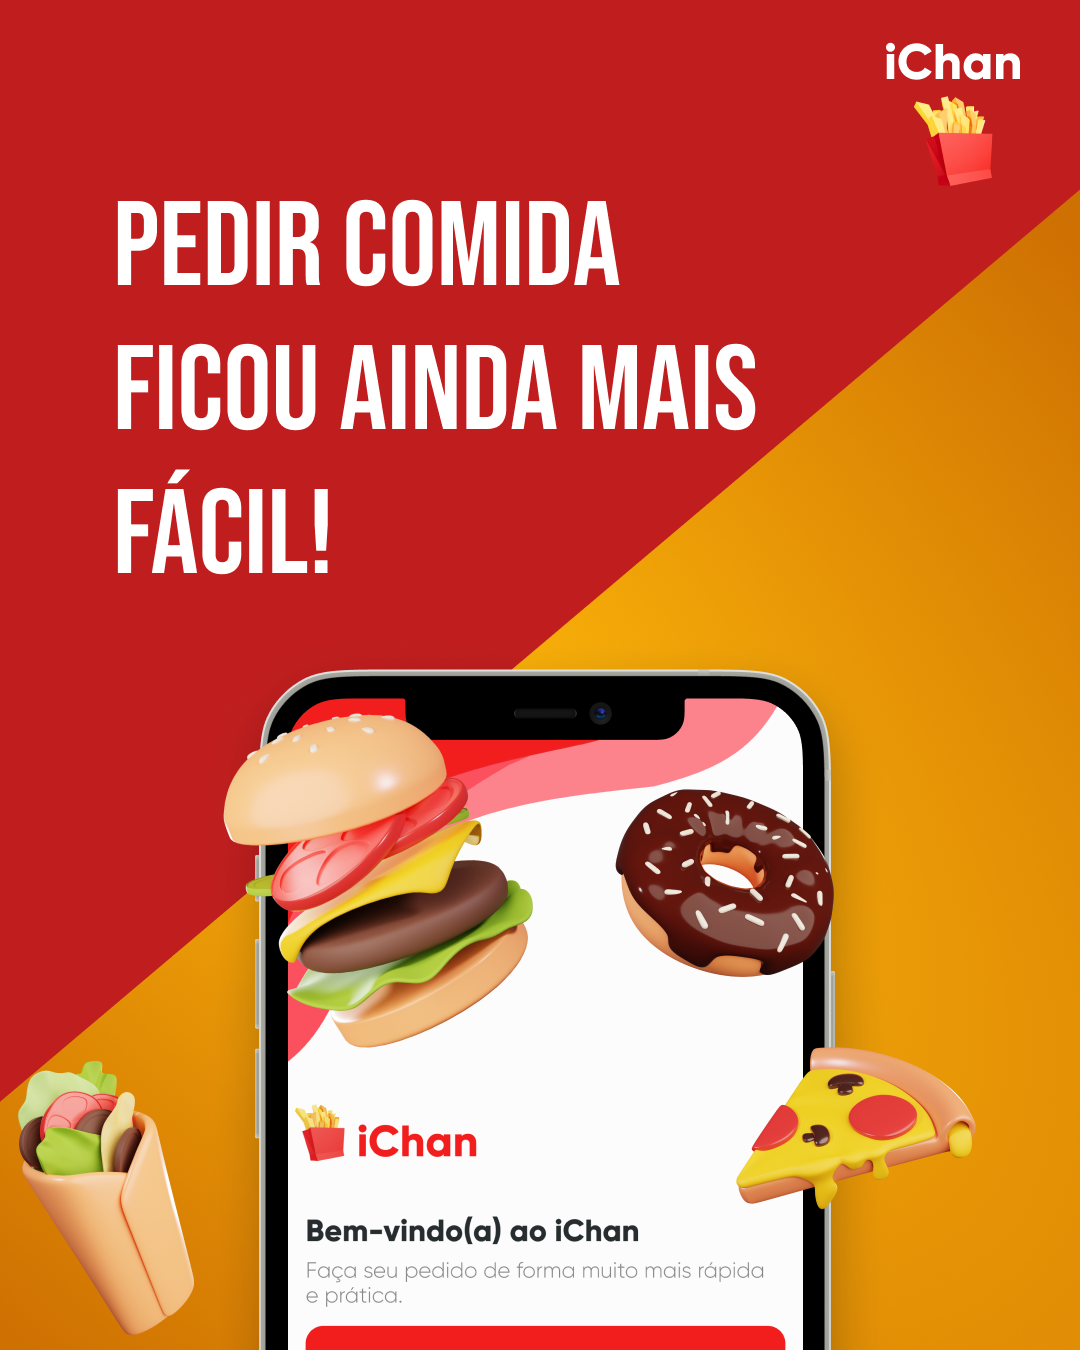 iChan
PEDIR COMIDA
FICOU AINDA MAIS
FÁCIL!
iChan
Bem-vindo(a) ao iChan
Faça seu pedido de forma muito mais rápida
e prática.